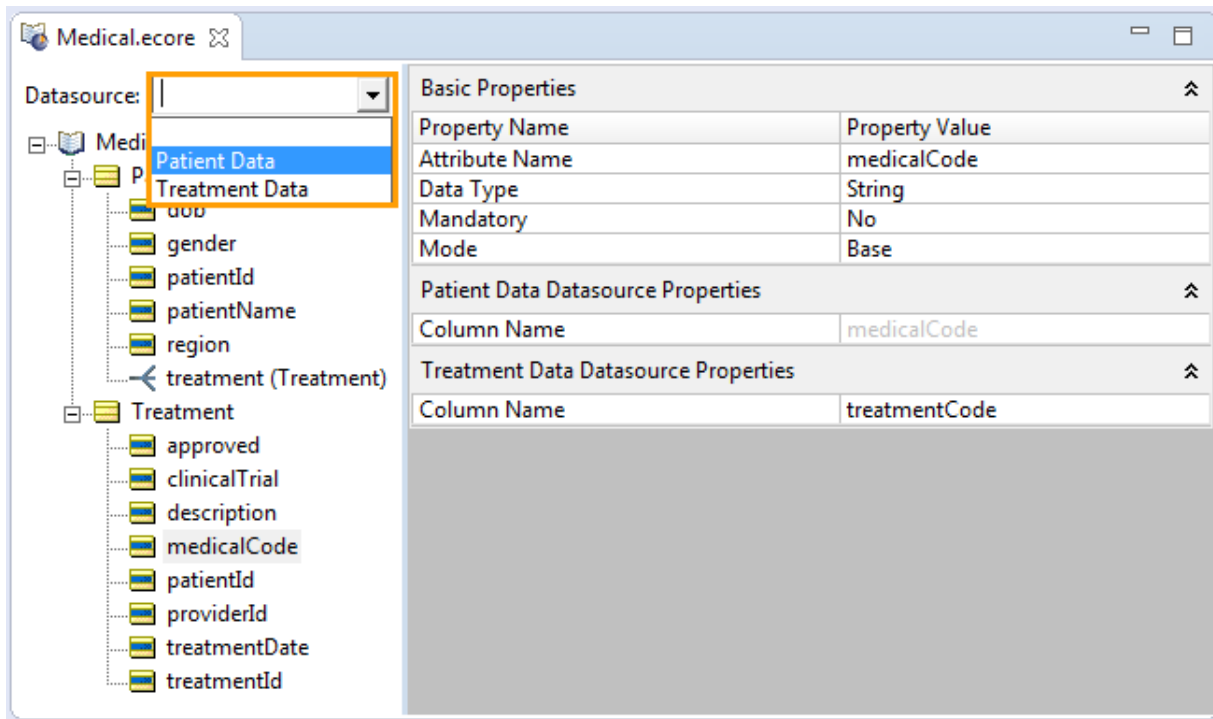 Medical.ecore
Datasource:
Patient Data
Treatment Data
Medi
P
dob
gender
patientId
patientName
region
treatment (Treatment)
Treatment
approved
clinicalTrial
description
medicalCode
patientId
providerId
treatmentDate
treatmentId
Basic Properties
Property Name Property Value
Attribute Name medicalCode
Data Type String
Mandatory No
Mode Base
Patient Data Datasource Properties
Column Name medicalCode
Treatment Data Datasource Properties
Column Name treatmentCode